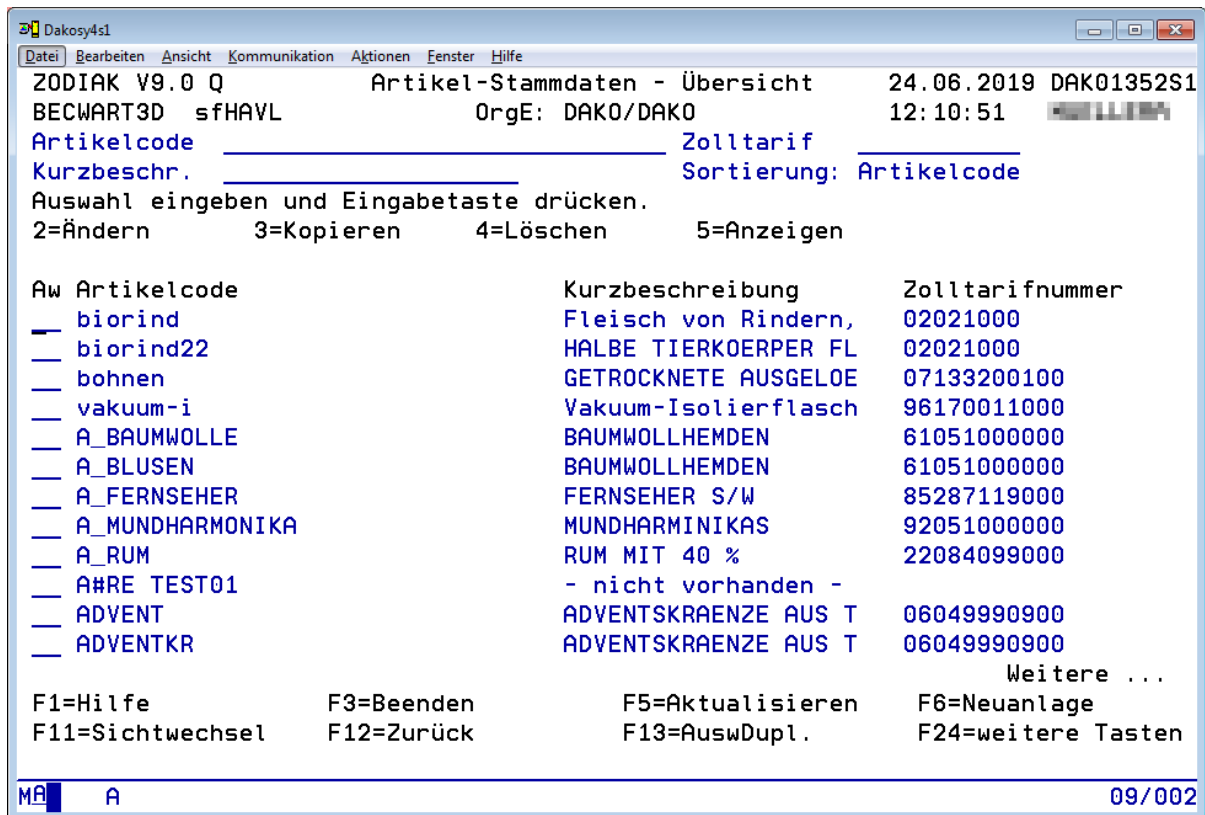 Dakosy4s1
Datei Bearbeiten Ansicht Kommunikation Aktionen Fenster Hilfe
ZODIAK V9.0 Q Artikel-Stammdaten - Übersicht 24.06.2019 DAK01352S1
BECWART3D sfHAVL OrgE: DAKO/DAKO 12:10:51
Artikelcode Zolltarif
Kurzbeschr. Sortierung: Artikelcode
Auswahl eingeben und Eingabetaste drücken.
2=Ändern 3=Kopieren 4=Löschen 5=Anzeigen
Aw Artikelcode Kurzbeschreibung Zolltarifnummer
biorind Fleisch von Rindern, 02021000
biorind22 HALBE TIERKOERPER FL 02021000
bohnen GETROCKNETE AUSGELOE 07133200100
vakuum-i Vakuum-Isolierflasch 96170011000
A_BAUMWOLLE BAUMWOLLHEMDEN 61051000000
A_BLUSEN BAUMWOLLHEMDEN 61051000000
A_FERNSEHER FERNSEHER S/W 85287119000
A_MUNDHARMONIKA MUNDHARMINIKAS 92051000000
A_RUM RUM MIT 40 % 22084099000
A#RE TEST01 - nicht vorhanden -
ADVENT ADVENTSKRAENZE AUS T 06049990900
ADVENTKR ADVENTSKRAENZE AUS T 06049990900
Weitere ...
F1=Hilfe F3=Beenden F5=Aktualisieren F6=Neuanlage
F11=Sichtwechsel F12=Zurück F13=AuswDupl. F24=weitere Tasten
MA A 09/002